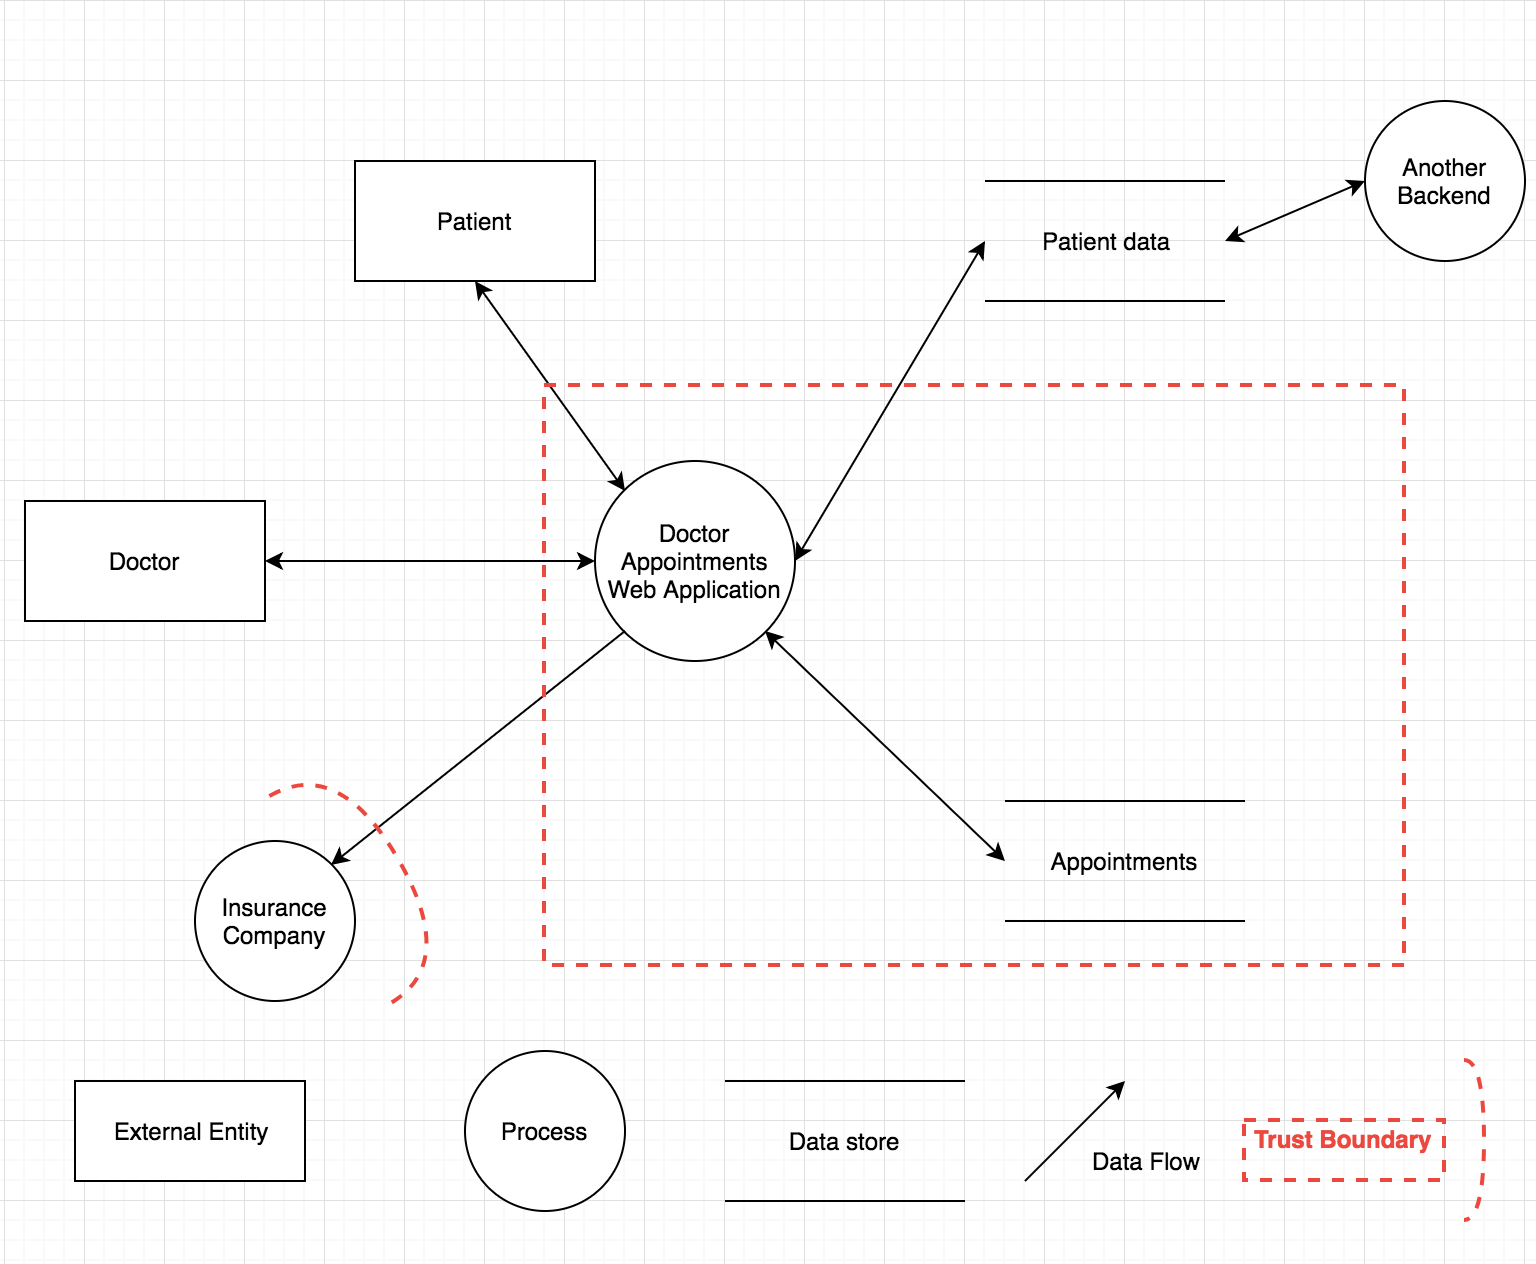 Another
Backend
Patient
Patient data
Doctor
Appointments
Web Application
Doctor
Appointments
Insurance
Company
External Entity
Process
Data store
Data Flow
Trust Boundary